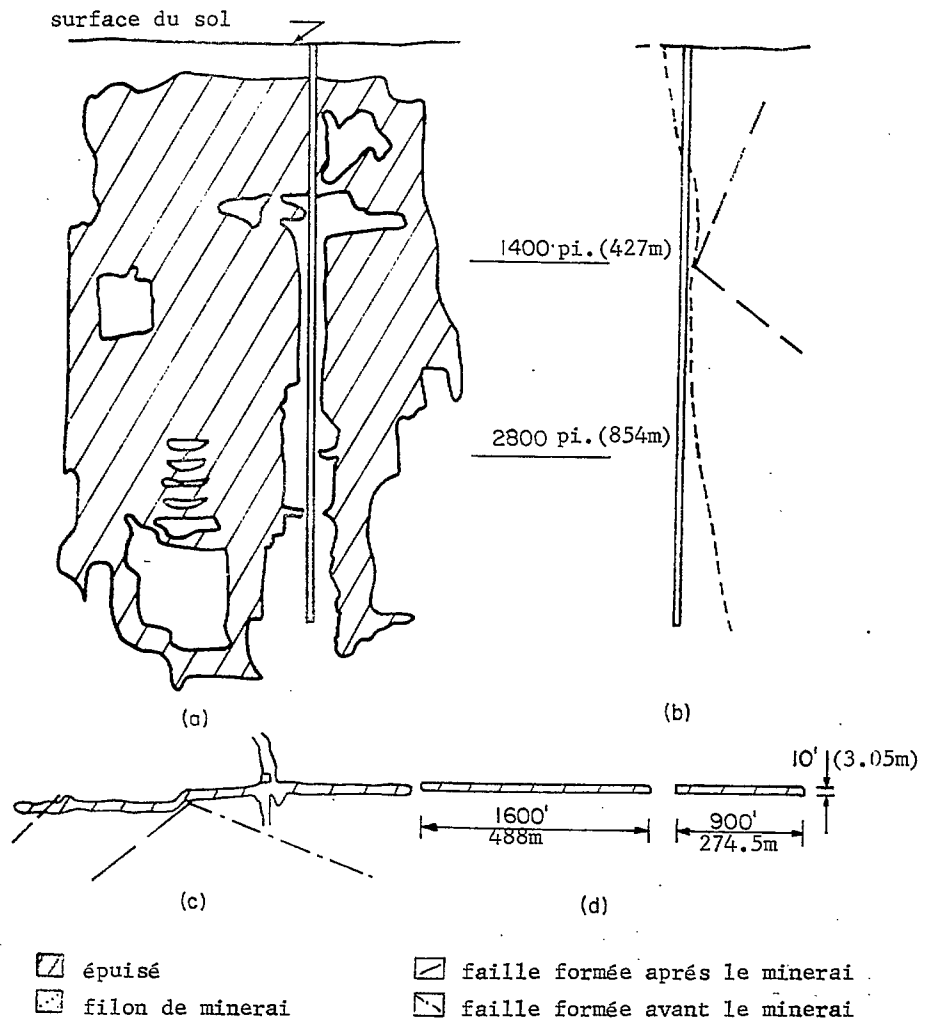 surface du sol
1400 pi. (427m)
2800 pi. (854m)
(a)
(b)
10' (3.05m)
1600'
488m
900'
274.5m
(c)
(d)
épuisé
filon de minerai
faille formée aprés le minerai
faille formée avant le minerai